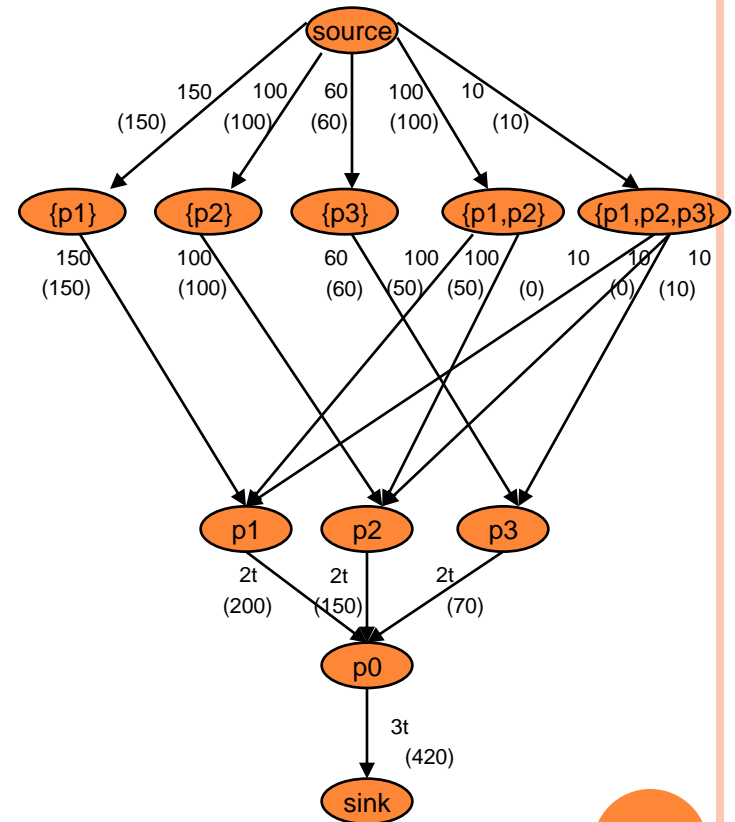 source
150 100 60 100 10
(150) (100) (60) (100) (10)
{p1} {p2} {p3} {p1,p2} {p1,p2,p3}
150 100 60 100 100 10 10 10
(150) (100) (60) (50) (50) (0) (0) (10)
p1 p2 p3
2t 2t 2t
(200) (150) (70)
p0
3t
(420)
sink